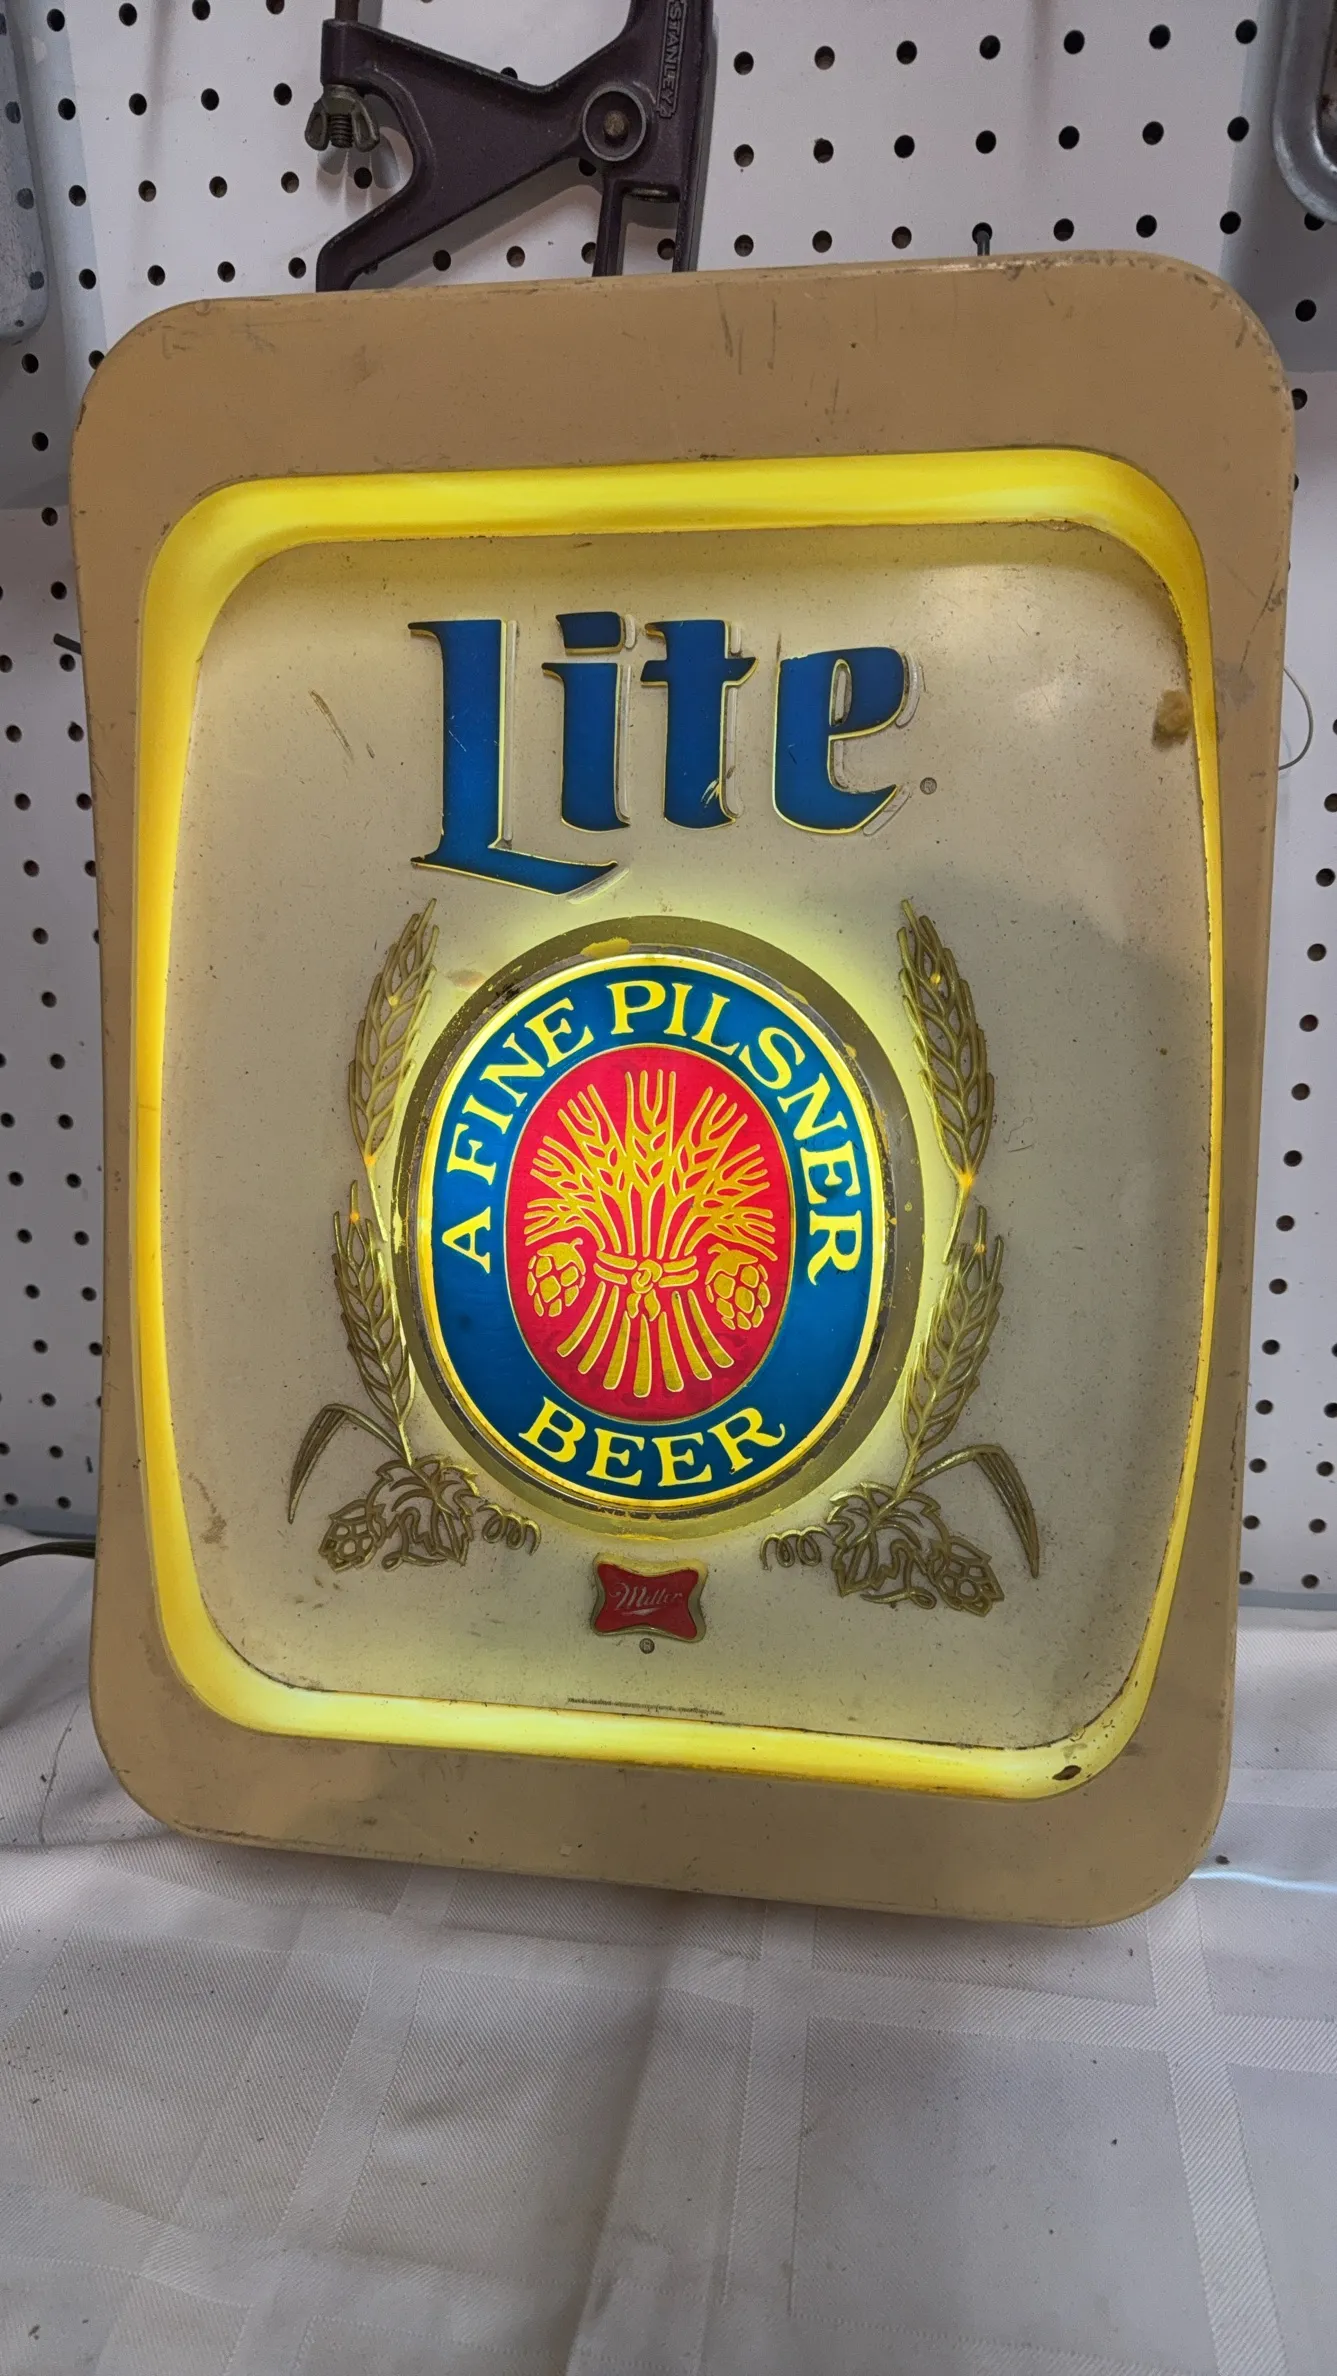 STANLEY
Lite
®
A FINE PILSNER
BEER
Miller
®